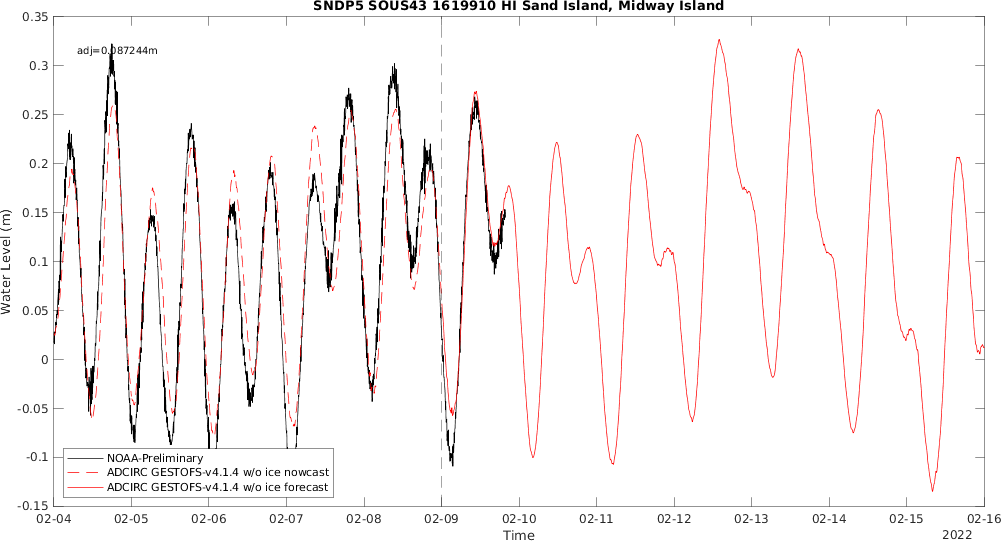 SNDP5 SOUS43 1619910 HI Sand Island, Midway Island
0.35
0.3
0.25
0.2
0.15
0.1
0.05
0
-0.05
-0.1
-0.15
Water Level (m)
adj=0.087244m
NOAA-Preliminary
ADCIRC GESTOFS-v4.1.4 w/o ice nowcast
ADCIRC GESTOFS-v4.1.4 w/o ice forecast
02-04 02-05 02-06 02-07 02-08 02-09 02-10 02-11 02-12 02-13 02-14 02-15 02-16
Time
2022